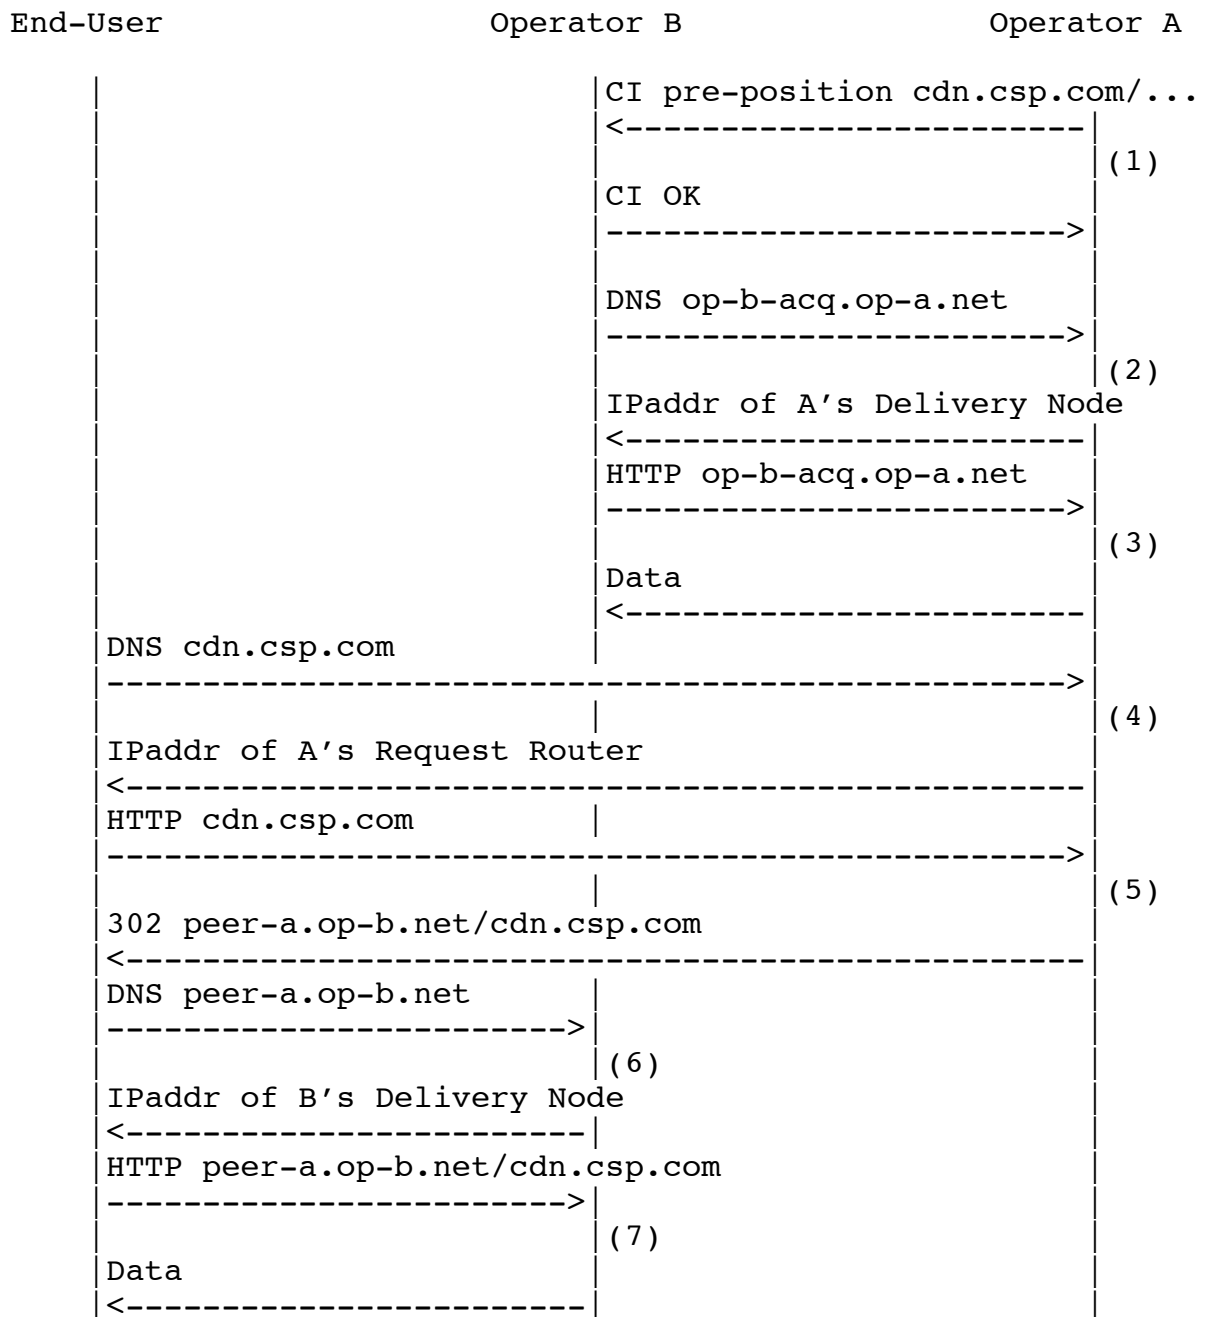 End-User Operator B Operator A
CI pre-position cdn.csp.com/...
(1)
CI OK
DNS op-b-acq.op-a.net
(2)
IPaddr of A's Delivery Node
HTTP op-b-acq.op-a.net
(3)
Data
DNS cdn.csp.com
(4)
IPaddr of A's Request Router
HTTP cdn.csp.com
(5)
302 peer-a.op-b.net/cdn.csp.com
DNS peer-a.op-b.net
(6)
IPaddr of B's Delivery Node
HTTP peer-a.op-b.net/cdn.csp.com
(7)
Data